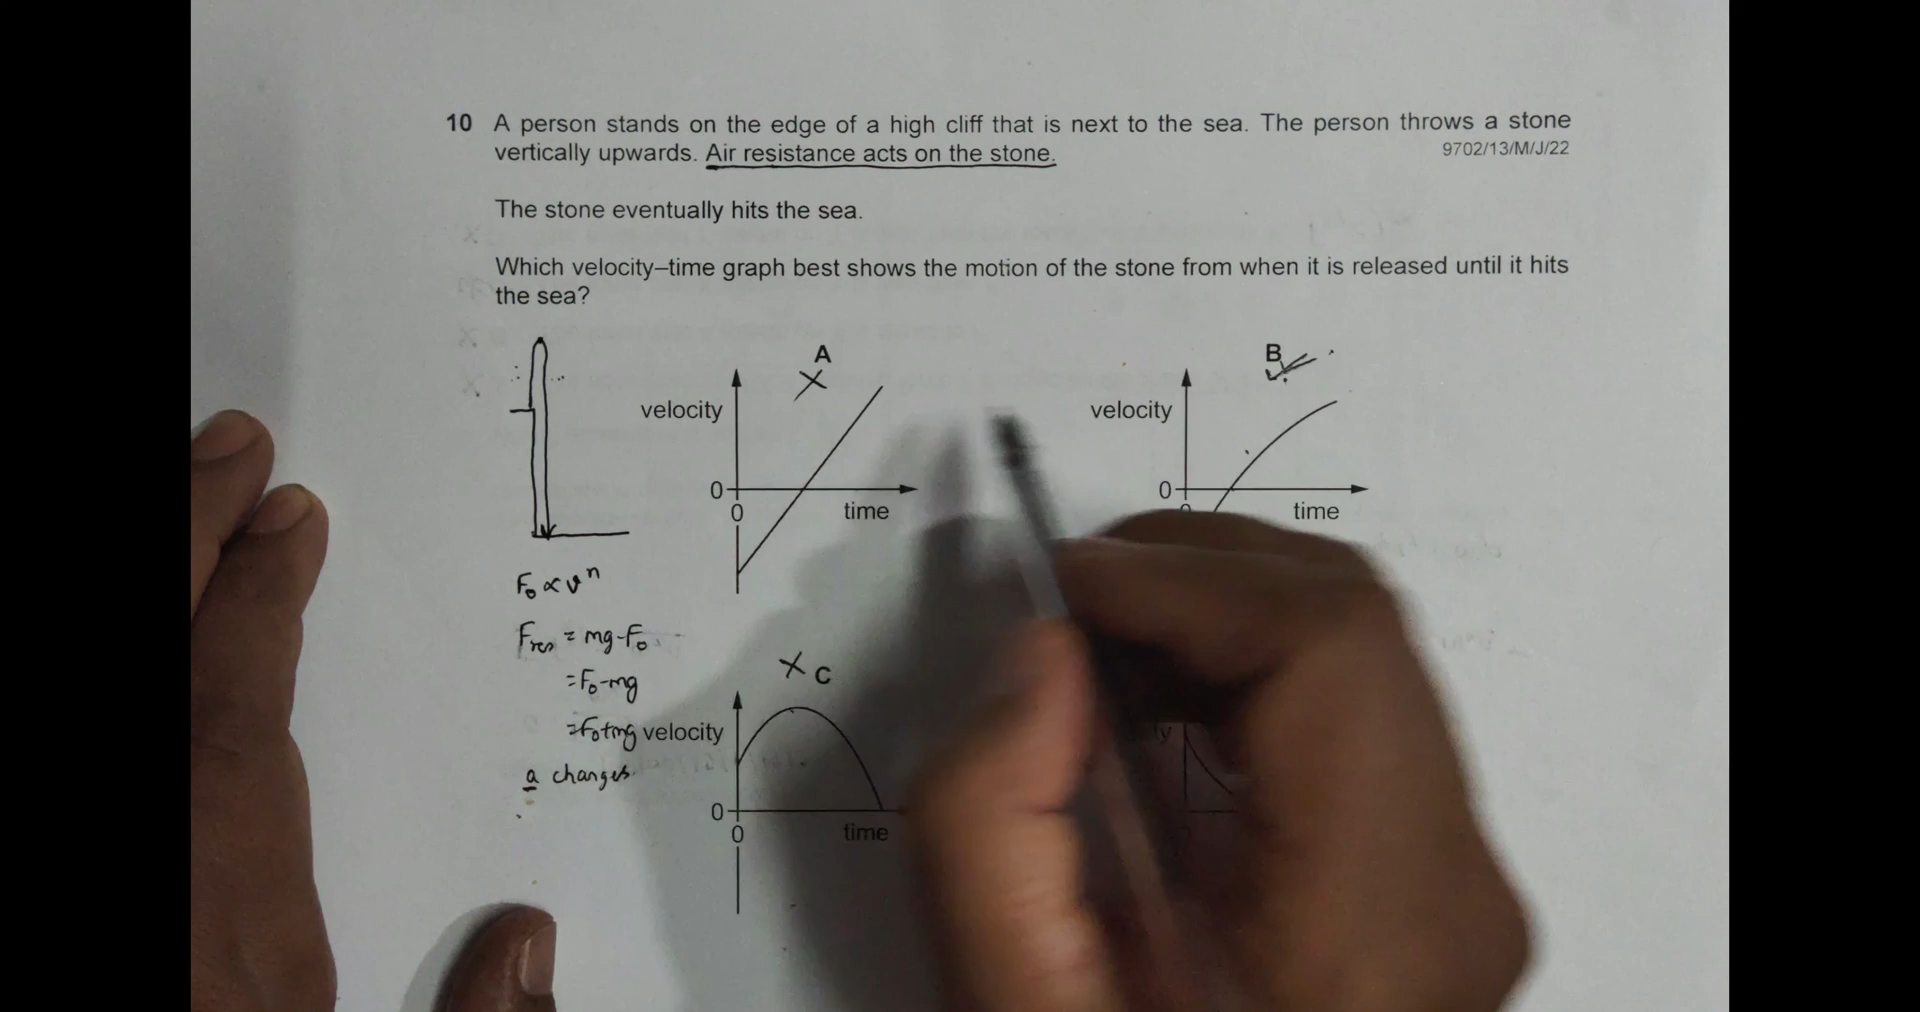 10 A person stands on the edge of a high cliff that is next to the sea. The person throws a stone
vertically upwards. Air resistance acts on the stone.
9702/13/M/J/22
The stone eventually hits the sea.
Which velocity–time graph best shows the motion of the stone from when it is released until it hits
the sea?
A
B
velocity
velocity
0
0
0
time
time
F₀ ∝ vⁿ
Fres = mg-F₀
= F₀-mg
= F₀+mg
a changes.
C
velocity
0
0
time